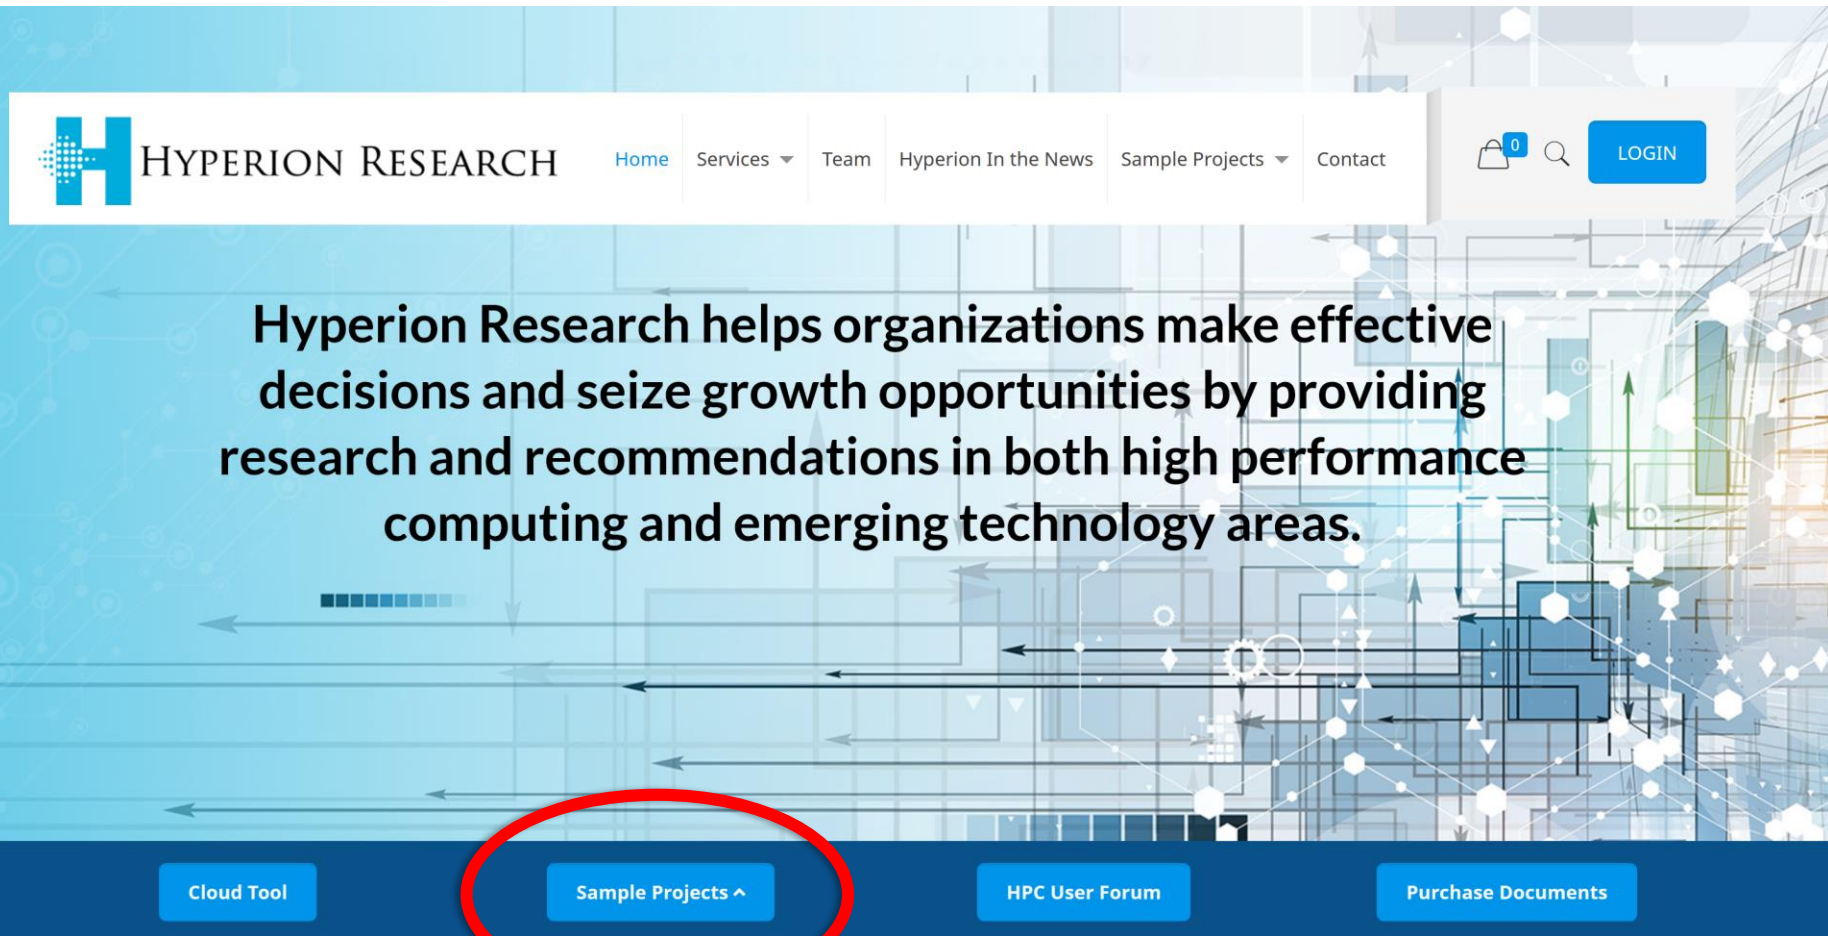 HYPERION RESEARCH
Home Services Team Hyperion In the News Sample Projects Contact
0
LOGIN
Hyperion Research helps organizations make effective
decisions and seize growth opportunities by providing
research and recommendations in both high performance
computing and emerging technology areas.
Cloud Tool
Sample Projects
HPC User Forum
Purchase Documents